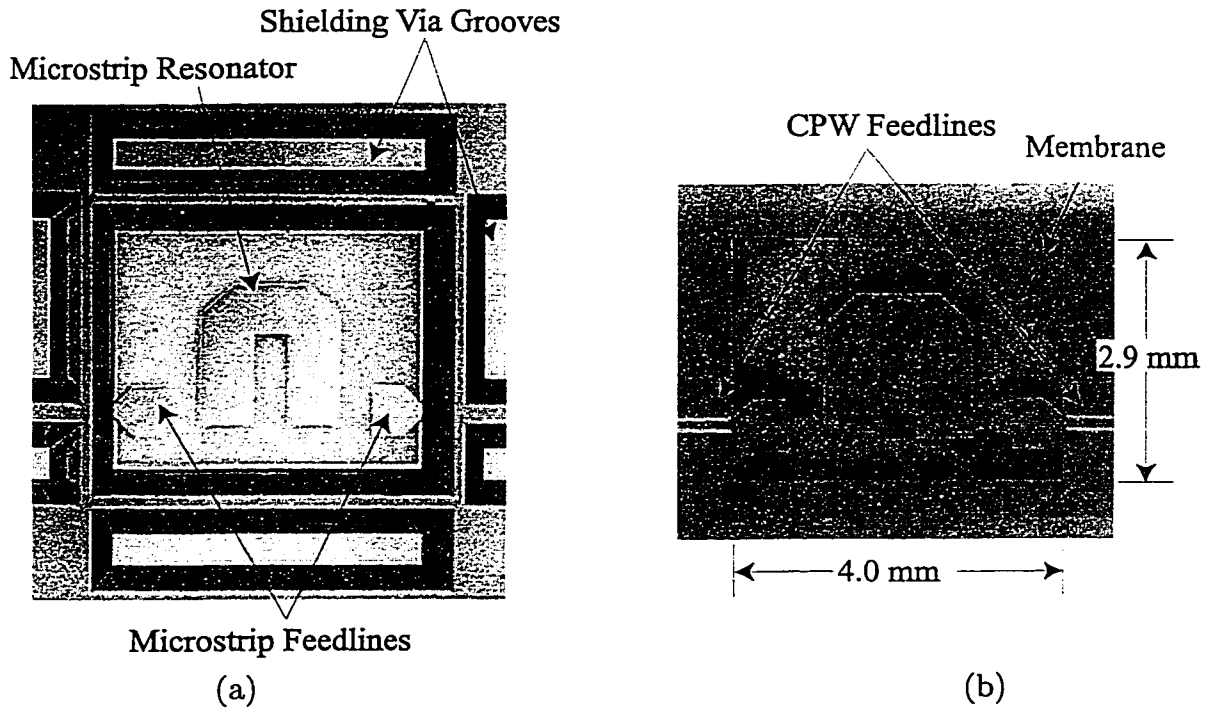 Shielding Via Grooves
Microstrip Resonator
Microstrip Feedlines
(a)
CPW Feedlines
Membrane
2.9 mm
4.0 mm
(b)